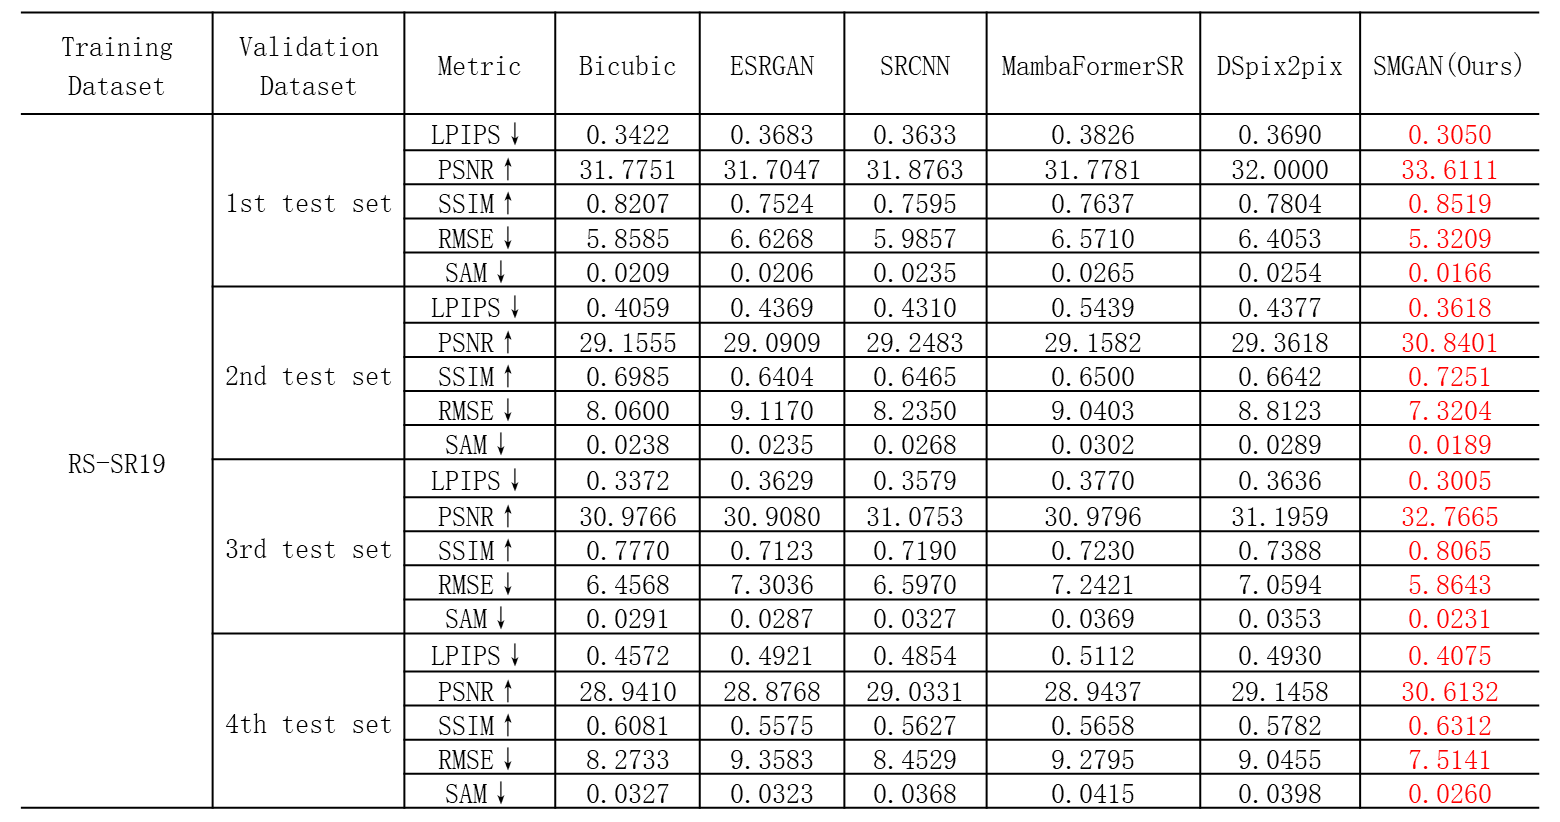 Training Dataset Validation Dataset Metric Bicubic ESRGAN SRCNN MambaFormerSR DSpix2pix SMGAN(Ours)
RS-SR19
1st test set
LPIPS↓ 0.3422 0.3683 0.3633 0.3826 0.3690 0.3050
PSNR↑ 31.7751 31.7047 31.8763 31.7781 32.0000 33.6111
SSIM↑ 0.8207 0.7524 0.7595 0.7637 0.7804 0.8519
RMSE↓ 5.8585 6.6268 5.9857 6.5710 6.4053 5.3209
SAM↓ 0.0209 0.0206 0.0235 0.0265 0.0254 0.0166
2nd test set
LPIPS↓ 0.4059 0.4369 0.4310 0.5439 0.4377 0.3618
PSNR↑ 29.1555 29.0909 29.2483 29.1582 29.3618 30.8401
SSIM↑ 0.6985 0.6404 0.6465 0.6500 0.6642 0.7251
RMSE↓ 8.0600 9.1170 8.2350 9.0403 8.8123 7.3204
SAM↓ 0.0238 0.0235 0.0268 0.0302 0.0289 0.0189
3rd test set
LPIPS↓ 0.3372 0.3629 0.3579 0.3770 0.3636 0.3005
PSNR↑ 30.9766 30.9080 31.0753 30.9796 31.1959 32.7665
SSIM↑ 0.7770 0.7123 0.7190 0.7230 0.7388 0.8065
RMSE↓ 6.4568 7.3036 6.5970 7.2421 7.0594 5.8643
SAM↓ 0.0291 0.0287 0.0327 0.0369 0.0353 0.0231
4th test set
LPIPS↓ 0.4572 0.4921 0.4854 0.5112 0.4930 0.4075
PSNR↑ 28.9410 28.8768 29.0331 28.9437 29.1458 30.6132
SSIM↑ 0.6081 0.5575 0.5627 0.5658 0.5782 0.6312
RMSE↓ 8.2733 9.3583 8.4529 9.2795 9.0455 7.5141
SAM↓ 0.0327 0.0323 0.0368 0.0415 0.0398 0.0260